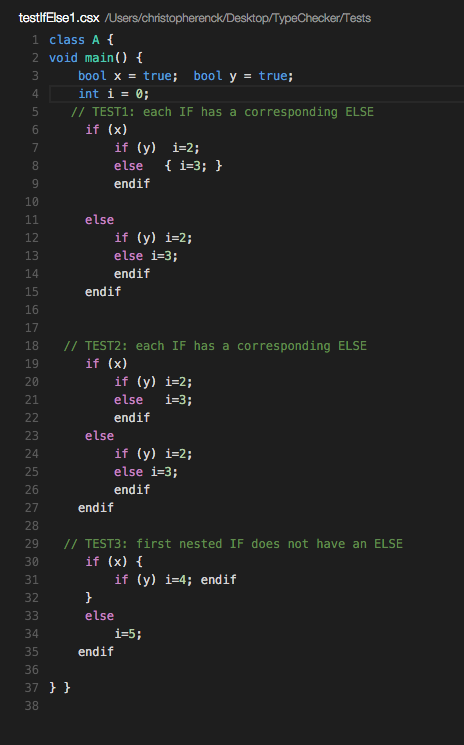 testIfElse1.csx /Users/christopherenck/Desktop/TypeChecker/Tests
1 class A {
2 void main() {
3     bool x = true;  bool y = true;
4     int i = 0;
5    // TEST1: each IF has a corresponding ELSE
6      if (x)
7          if (y)  i=2;
8          else   { i=3; }
9          endif
10
11      else
12          if (y) i=2;
13          else i=3;
14          endif
15      endif
16
17
18   // TEST2: each IF has a corresponding ELSE
19      if (x)
20          if (y) i=2;
21          else   i=3;
22          endif
23      else
24          if (y) i=2;
25          else i=3;
26          endif
27     endif
28
29   // TEST3: first nested IF does not have an ELSE
30      if (x) {
31          if (y) i=4; endif
32      }
33      else
34          i=5;
35     endif
36
37 } }
38